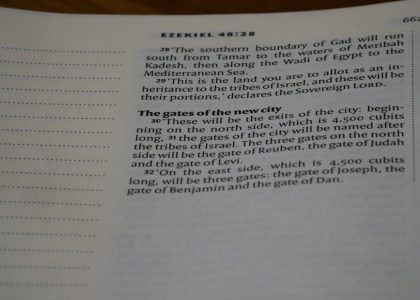 EZEKIEL 48:28
28 'The southern boundary of Gad will run
south from Tamar to the waters of Meribah
Kadesh, then along the Wadi of Egypt to the
Mediterranean Sea.
29 'This is the land you are to allot as an in-
heritance to the tribes of Israel, and these will be
their portions,' declares the Sovereign LORD.
The gates of the new city
30 'These will be the exits of the city: begin-
ning on the north side, which is 4,500 cubits
long, 31 the gates of the city will be named after
the tribes of Israel. The three gates on the north
side will be the gate of Reuben, the gate of Judah
and the gate of Levi.
32 'On the east side, which is 4,500 cubits
long, will be three gates: the gate of Joseph, the
gate of Benjamin and the gate of Dan.